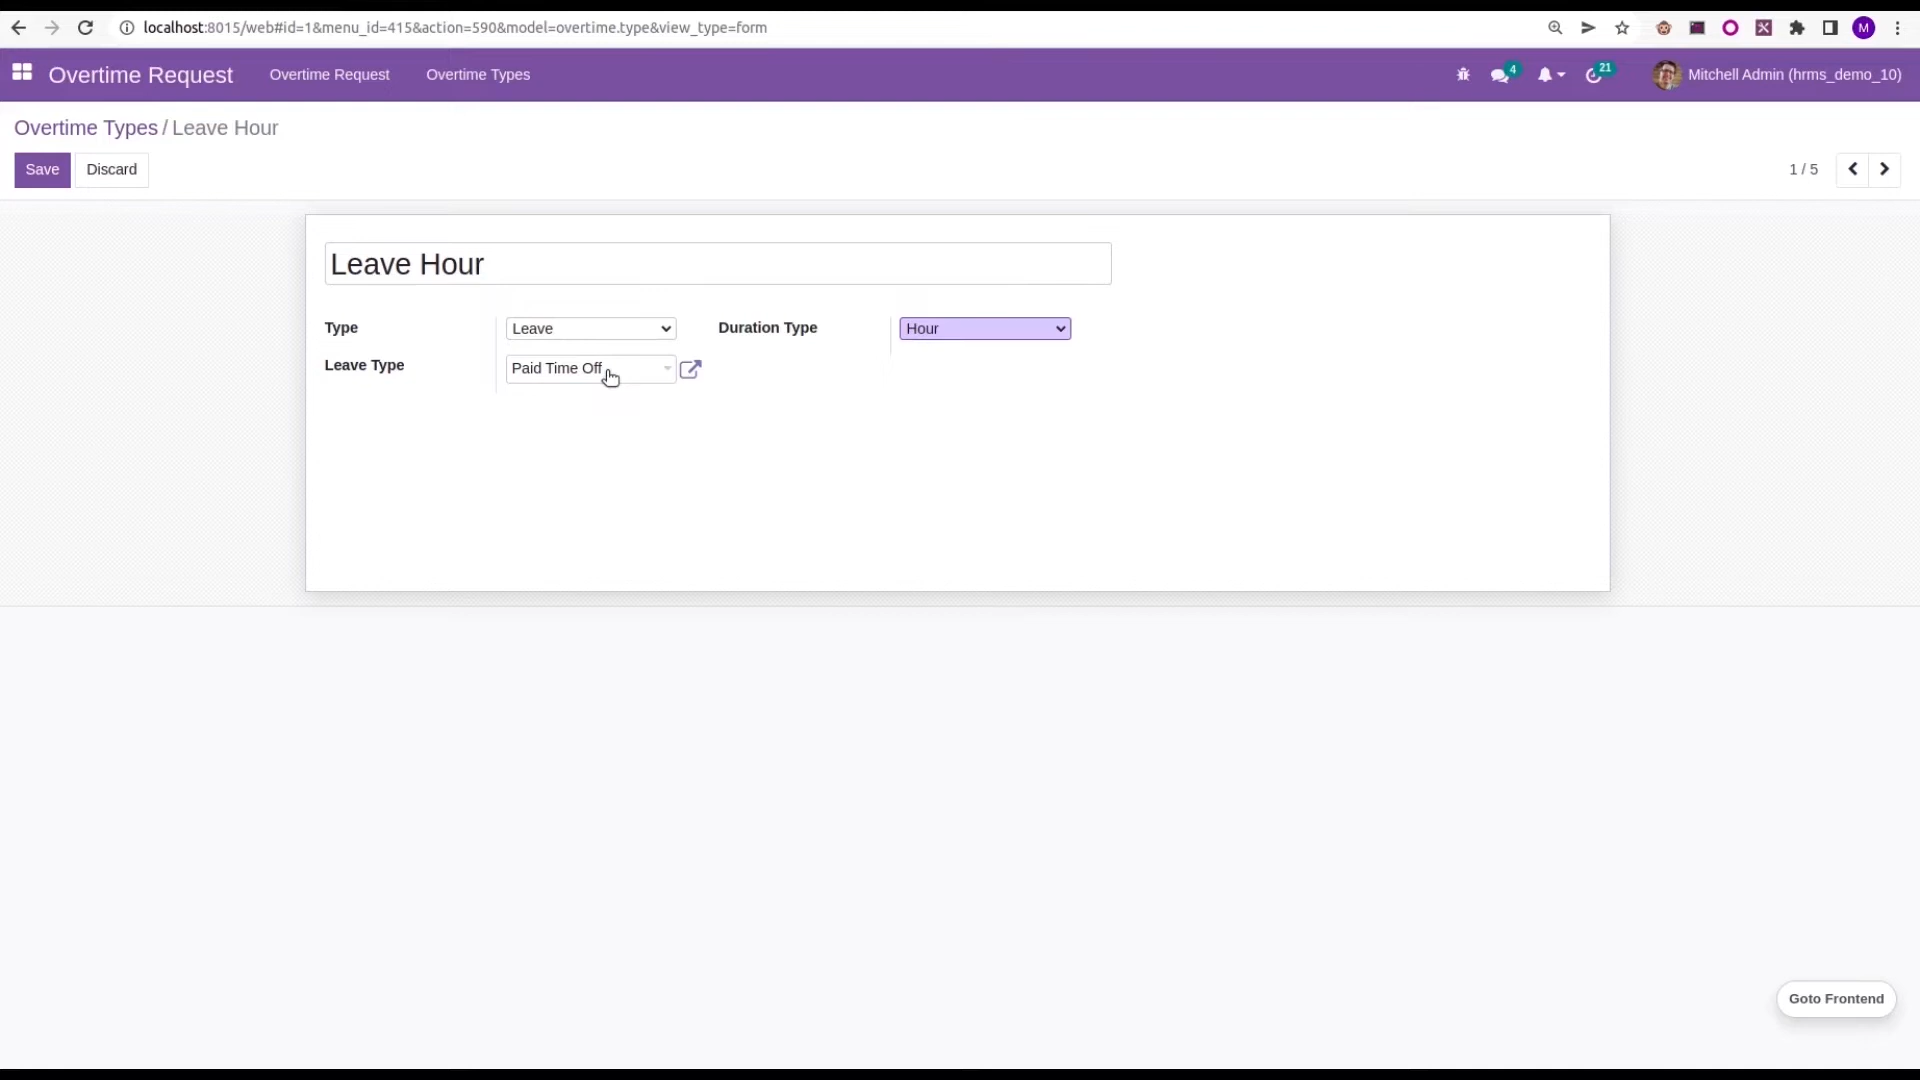 localhost:8015/web#id=1&menu_id=415&action=590&model=overtime.type&view_type=form
M
Overtime Request Overtime Request Overtime Types 4 21 Mitchell Admin (hrms_demo_10)
Overtime Types / Leave Hour
Save Discard 1 / 5
Leave Hour
Type Leave Duration Type Hour
Leave Type Paid Time Off
Goto Frontend